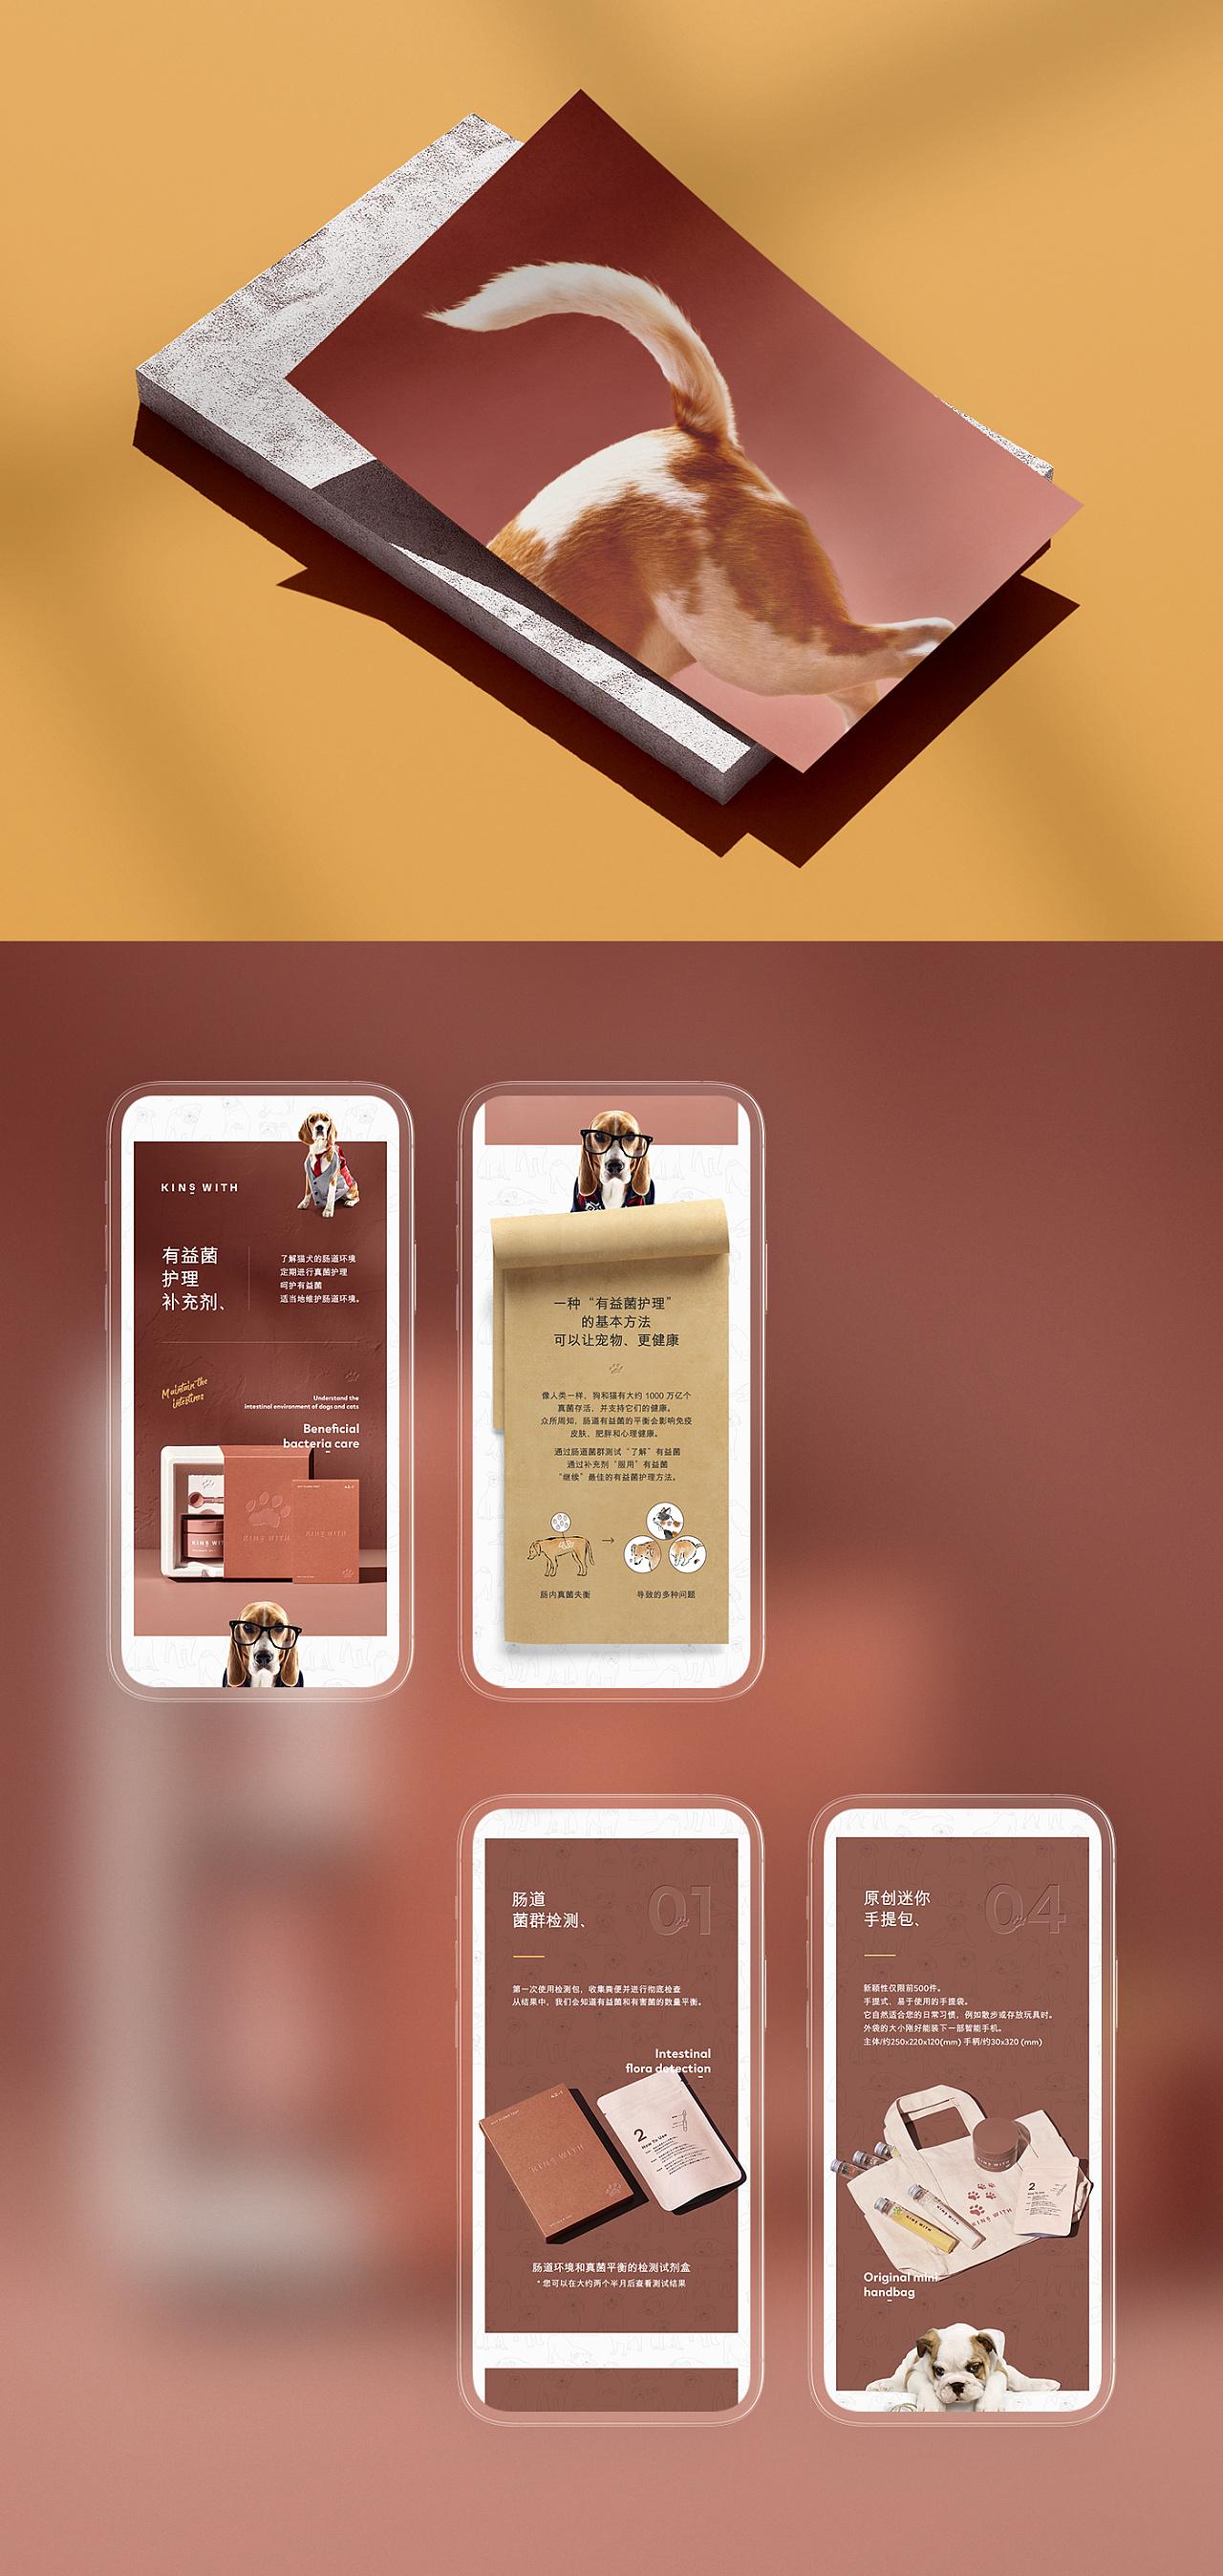 KINS WITH
有益菌
护理
补充剂、
了解猫犬的肠道环境
定期进行真菌护理
呵护有益菌
适当地维护肠道环境。
Maintain the
intestines
Understand the
intestinal environment of dogs and cats
Beneficial
bacteria care
KINS WITH
KINS WITH
一种“有益菌护理”
的基本方法
可以让宠物、更健康
像人类一样，狗和猫有大约 1000 万亿个
真菌存活，并支持它们的健康。
众所周知，肠道有益菌的平衡会影响免疫
皮肤、肥胖和心理健康。
通过肠道菌群测试“了解”有益菌
通过补充剂“服用”有益菌
“继续”最佳的有益菌护理方法。
肠内真菌失衡
导致的多种问题
肠道
菌群检测、
01
第一次使用检测包，收集粪便并进行彻底检查
从结果中，我们会知道有益菌和有害菌的数量平衡。
Intestinal
flora detection
KINS WITH
2
How To Use
肠道环境和真菌平衡的检测试剂盒
* 您可以在大约两个半月后查看测试结果
原创迷你
手提包、
04
新颖性仅限前500件。
手提式、易于使用的手提袋。
它自然适合您的日常习惯，例如散步或存放玩具时。
外袋的大小刚好能装下一部智能手机。
主体/约250x220x120(mm) 手柄/约30x320 (mm)
KINS WITH
KINS WITH
KINS WITH
2
Original mini
handbag